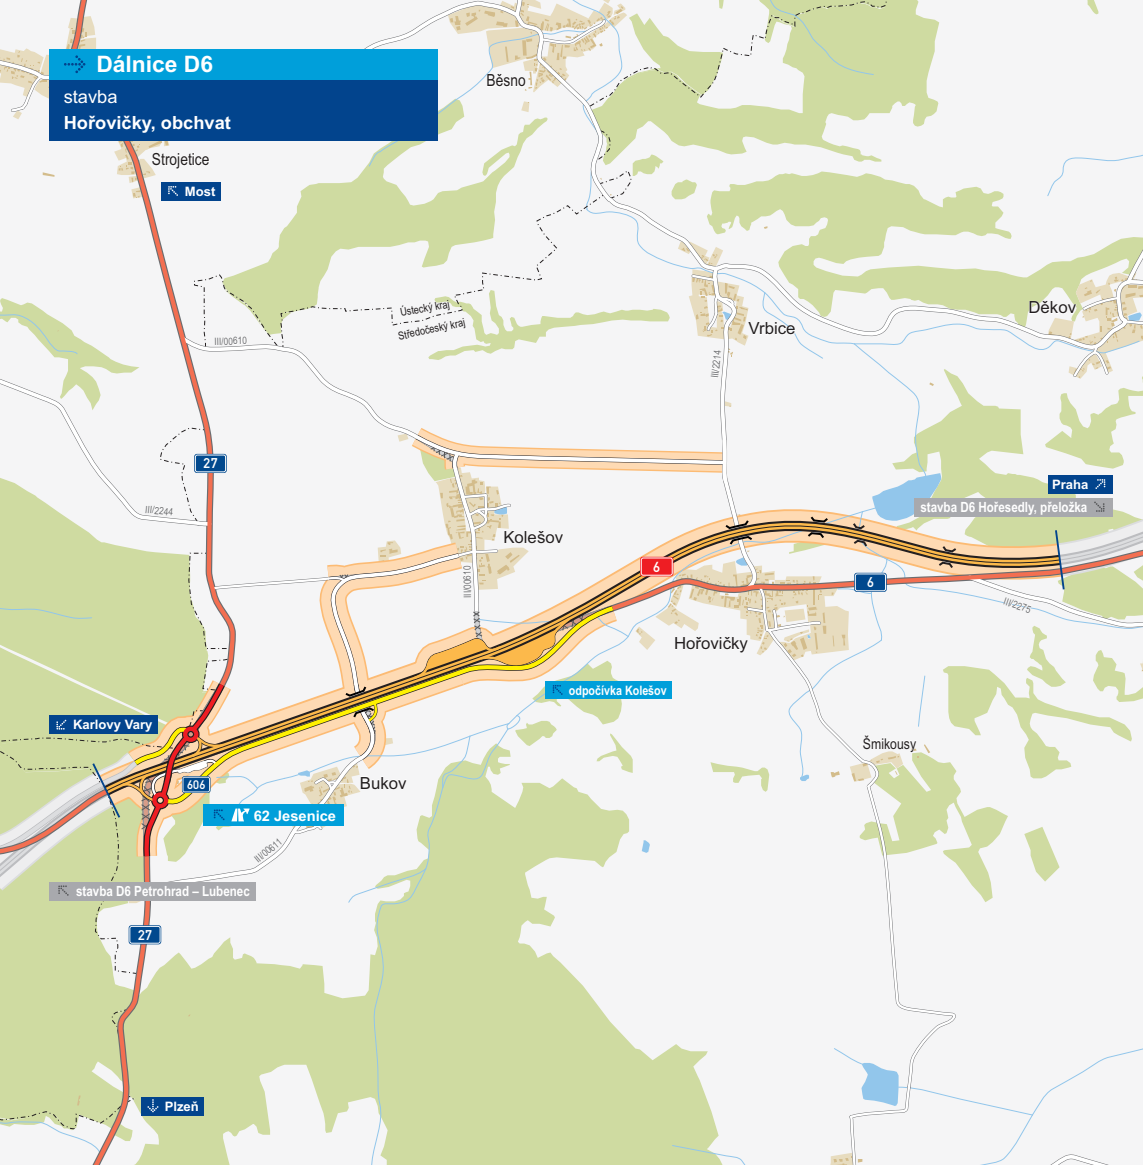 Dálnice D6
stavba
Hořovičky, obchvat
Běsno
Strojetice
Most
Ústecký kraj
Středočeský kraj
Děkov
Vrbice
III/00610
III/2214
27
Praha
stavba D6 Hořesedly, přeložka
III/2244
Kolešov
6
III/00610
6
III/2275
Hořovičky
odpočívka Kolešov
Karlovy Vary
Šmikousy
606
Bukov
62 Jesenice
III/00611
stavba D6 Petrohrad – Lubenec
27
Plzeň